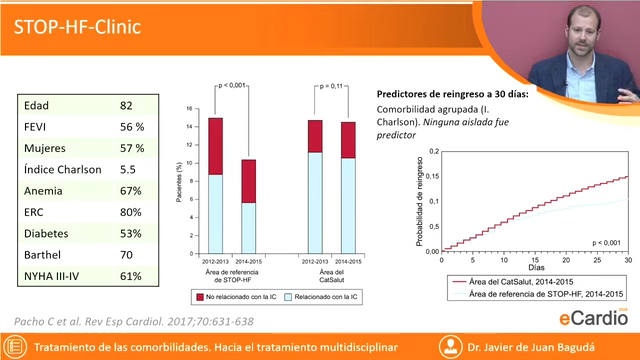 STOP-HF-Clinic
Edad 82
FEVI 56 %
Mujeres 57 %
Índice Charlson 5.5
Anemia 67%
ERC 80%
Diabetes 53%
Barthel 70
NYHA III-IV 61%
p < 0,001
p = 0,11
Pacientes (%)
16
14
12
10
8
6
4
2
0
2012-2013 2014-2015 2012-2013 2014-2015
Área de referencia
de STOP-HF
Área del
CatSalut
No relacionado con la IC Relacionado con la IC
Predictores de reingreso a 30 días:
Comorbilidad agrupada (I.
Charlson). Ninguna aislada fue
predictor
Probabilidad de reingreso
0,2
0,15
0,10
0,05
0,00
p < 0,001
0 5 10 15 20 25 30
Días
Área del CatSalut, 2014-2015
Área de referencia de STOP-HF, 2014-2015
Pacho C et al. Rev Esp Cardiol. 2017;70:631-638
eCardio
Tratamiento de las comorbilidades. Hacia el tratamiento multidisciplinar
Dr. Javier de Juan Bagudá